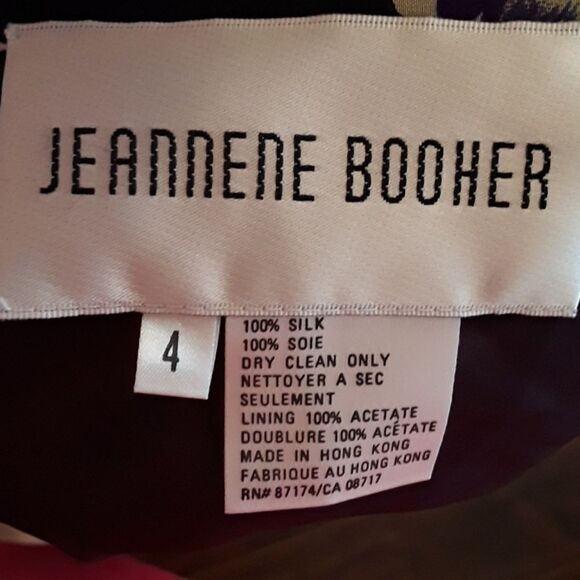 JEANNENE BOOHER
4
100% SILK
100% SOIE
DRY CLEAN ONLY
NETTOYER A SEC
SEULEMENT
LINING 100% ACETATE
DOUBLURE 100% ACÉTATE
MADE IN HONG KONG
FABRIQUE AU HONG KONG
RN# 87174/CA 08717